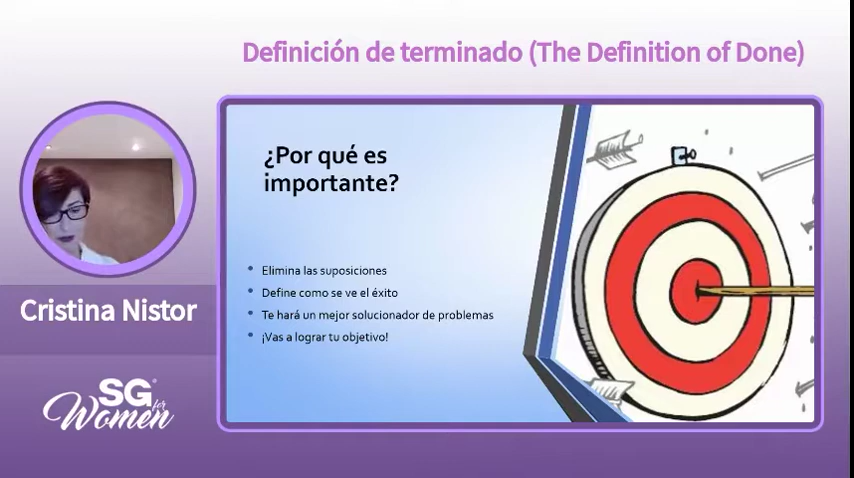 Definición de terminado (The Definition of Done)
¿Por qué es
importante?
• Elimina las suposiciones
• Define como se ve el éxito
• Te hará un mejor solucionador de problemas
• ¡Vas a lograr tu objetivo!
Cristina Nistor
SG®
for
Women